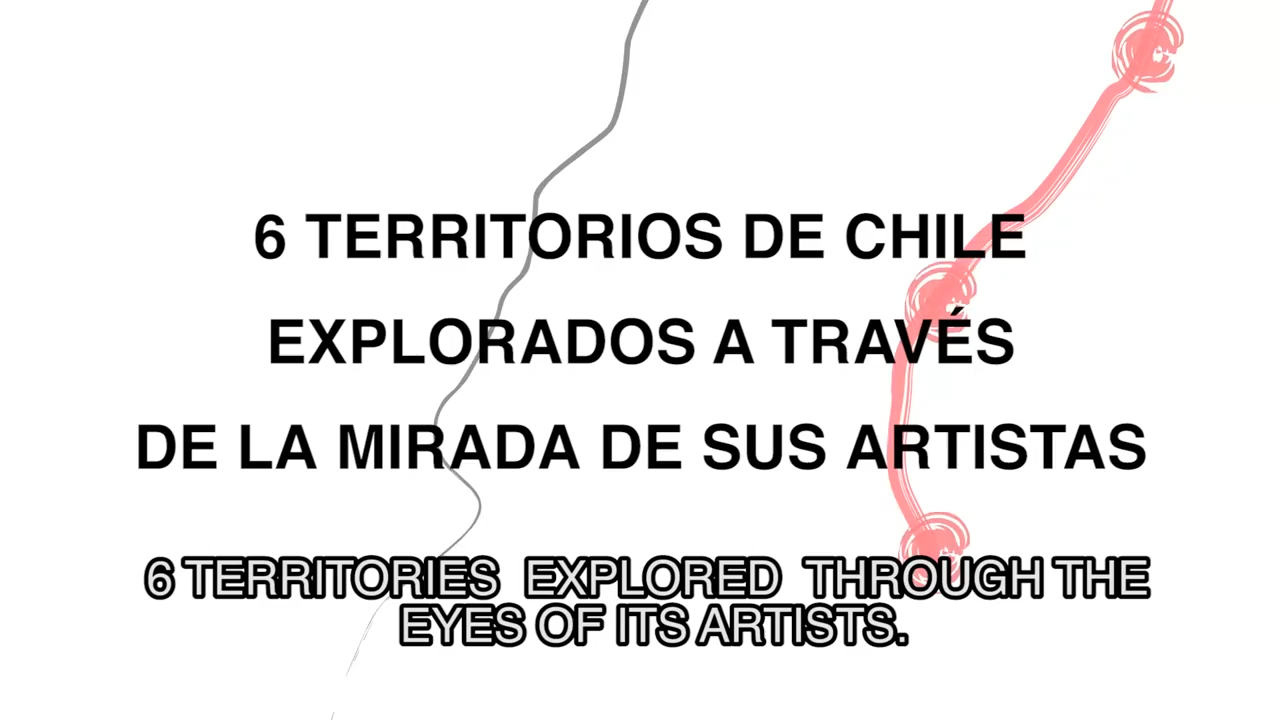 6 TERRITORIOS DE CHILE
EXPLORADOS A TRAVÉS
DE LA MIRADA DE SUS ARTISTAS
6 TERRITORIES EXPLORED THROUGH THE
EYES OF ITS ARTISTS.